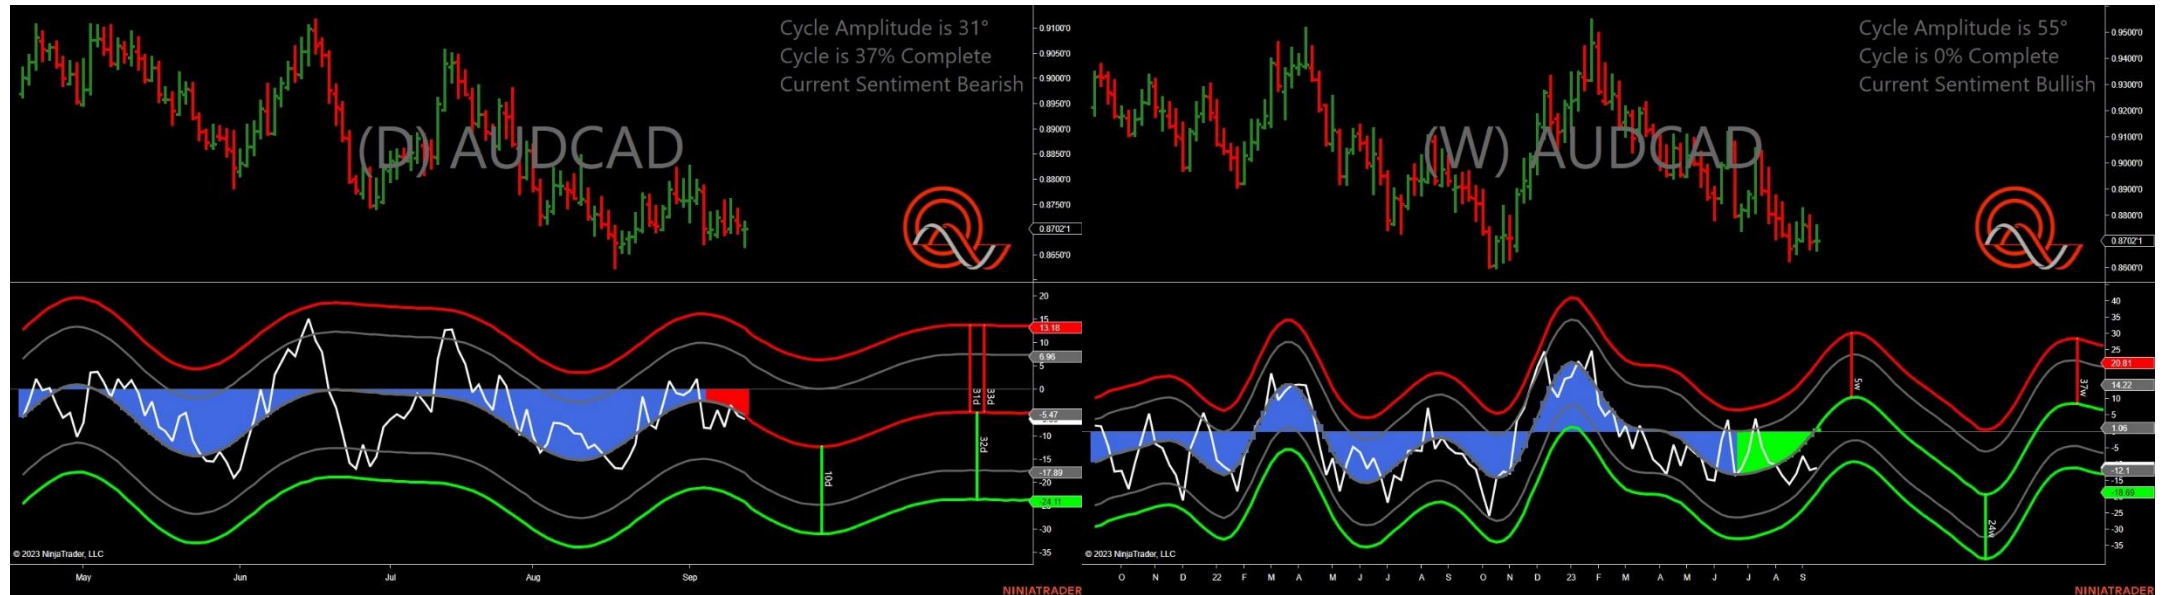 Cycle Amplitude is 31°
Cycle is 37% Complete
Current Sentiment Bearish
(D) AUDCAD
0.9100'0
0.9050'0
0.9000'0
0.8950'0
0.8900'0
0.8850'0
0.8800'0
0.8750'0
0.8702'1
0.8650'0
20
15
13.18
10
6.96
5
0
-5.47
-10
-15
-17.89
-20
-24.11
-30
-35
10d
31d
33d
32d
© 2023 NinjaTrader, LLC
May Jun Jul Aug Sep
NINJATRADER
Cycle Amplitude is 55°
Cycle is 0% Complete
Current Sentiment Bullish
(W) AUDCAD
0.9500'0
0.9400'0
0.9300'0
0.9200'0
0.9100'0
0.9000'0
0.8900'0
0.8800'0
0.8702'1
0.8600'0
40
35
30
25
20.81
14.22
10
5
1.06
-5
-12.1
-15
-18.69
-25
-30
-35
5w
24w
37w
© 2023 NinjaTrader, LLC
O N D 22 F M A M J J A S O N D 23 F M A M J J A S
NINJATRADER